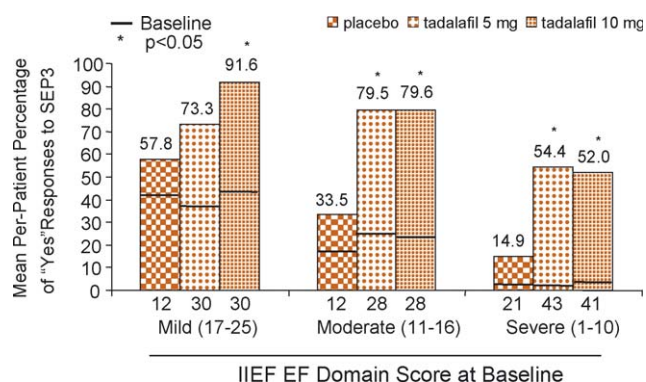 Baseline
* p<0.05
placebo tadalafil 5 mg tadalafil 10 mg
Mean Per-Patient Percentage
of "Yes"Responses to SEP3
100
90
80
70
60
50
40
30
20
10
0
57.8 73.3 * 91.6
33.5 * 79.5 * 79.6
14.9 * 54.4 * 52.0
12 30 30 12 28 28 21 43 41
Mild (17-25) Moderate (11-16) Severe (1-10)
IIEF EF Domain Score at Baseline